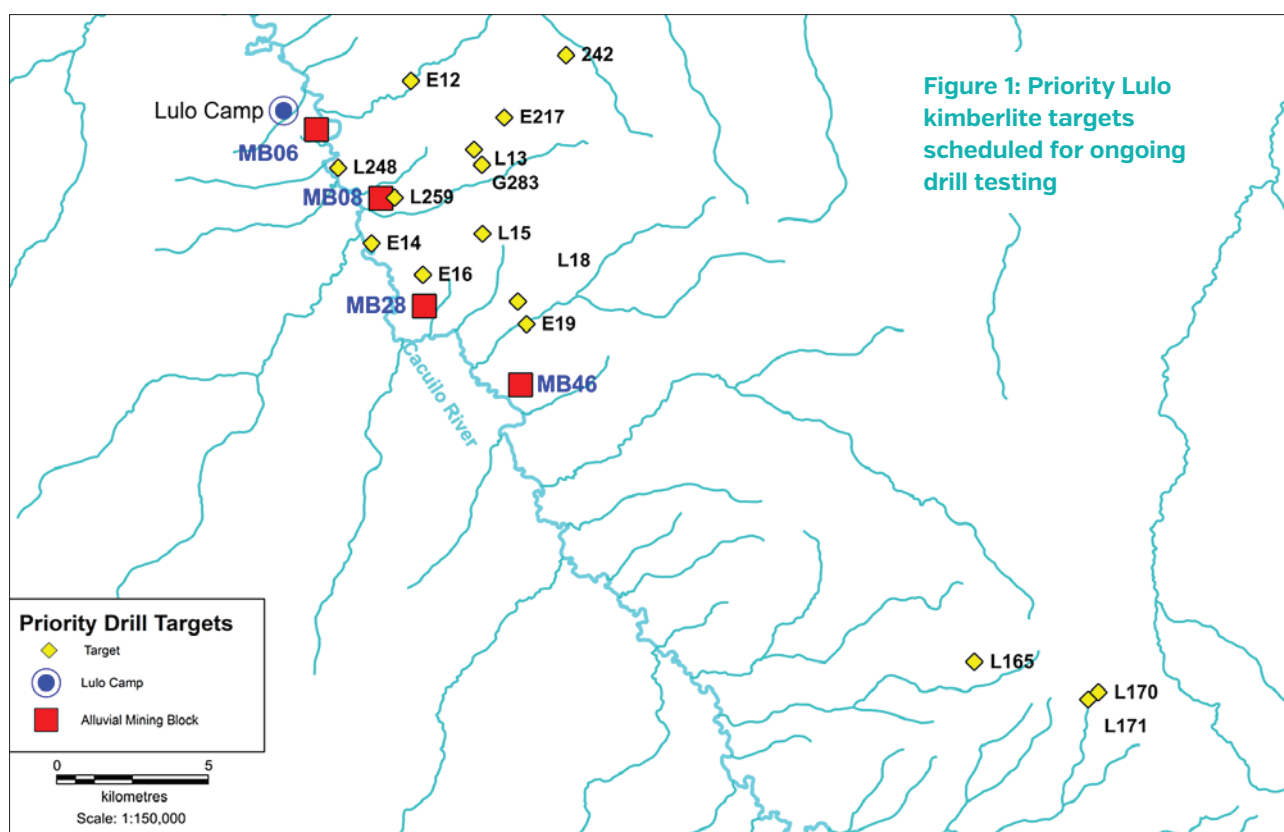 242
E12
Figure 1: Priority Lulo
kimberlite targets
scheduled for ongoing
drill testing
Lulo Camp
E217
MB06
L13
L248
G283
MB08
L259
L15
E14
L18
E16
MB28
E19
Cacuilo River
MB46
L165
L170
L171
Priority Drill Targets
Target
Lulo Camp
Alluvial Mining Block
0 5
kilometres
Scale: 1:150,000